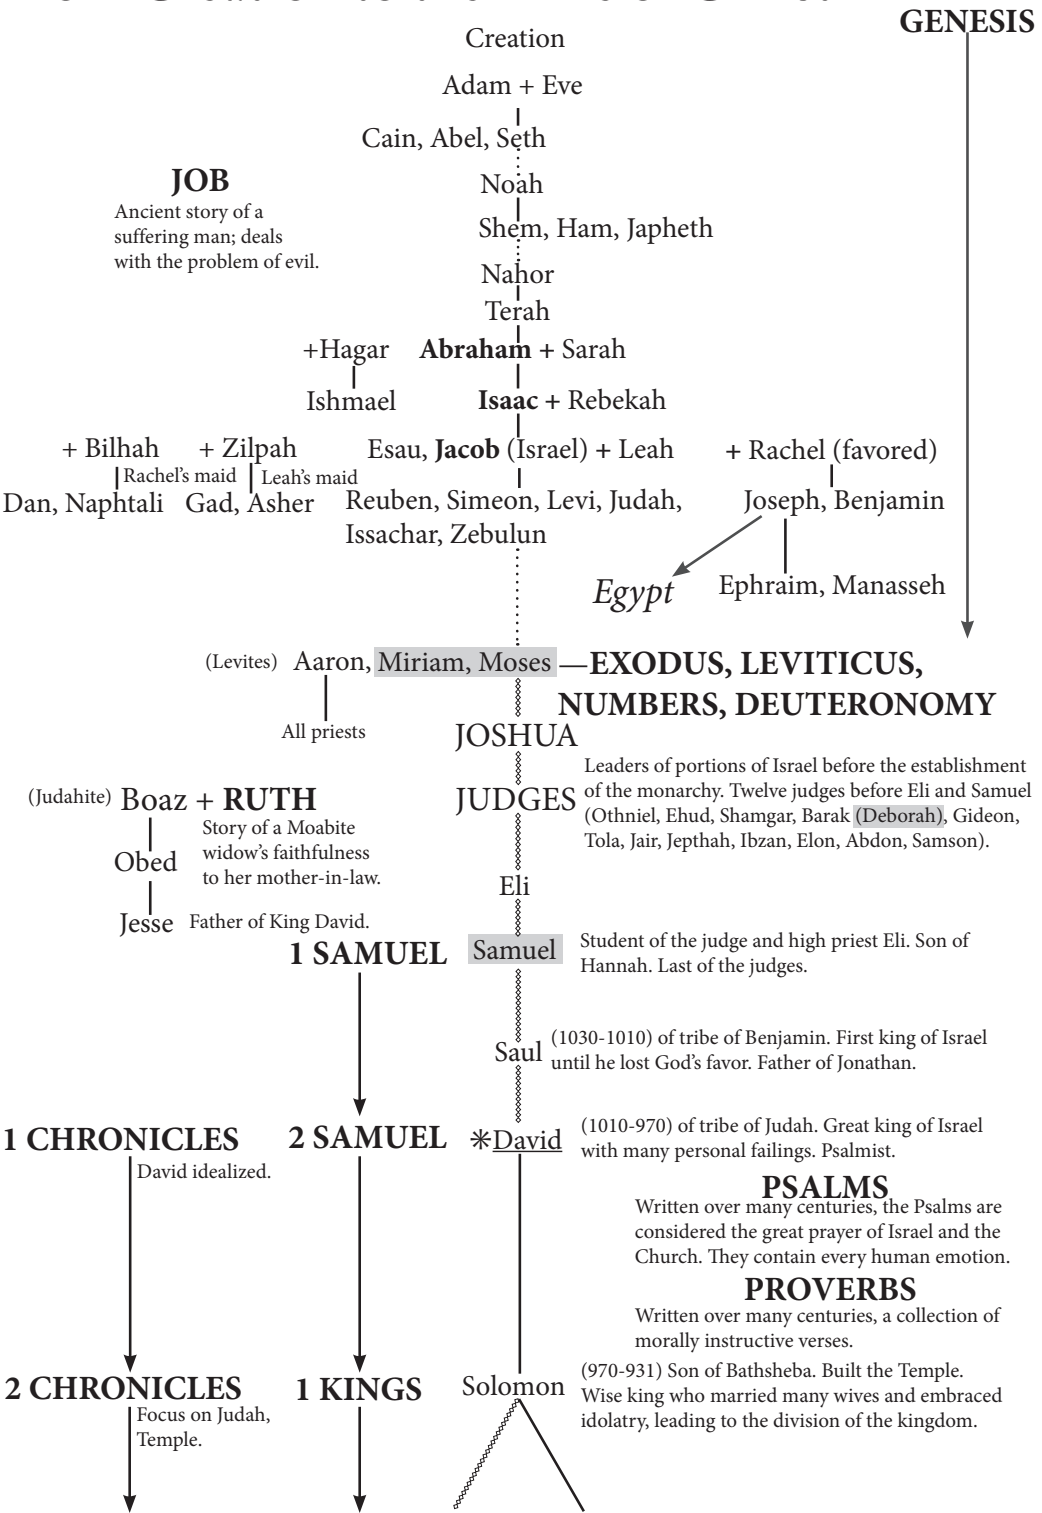 GENESIS
Creation
Adam + Eve
Cain, Abel, Seth
JOB
Ancient story of a
suffering man; deals
with the problem of evil.
Noah
Shem, Ham, Japheth
Nahor
Terah
+Hagar Abraham + Sarah
Ishmael Isaac + Rebekah
+ Bilhah + Zilpah Esau, Jacob (Israel) + Leah + Rachel (favored)
Rachel's maid Leah's maid
Dan, Naphtali Gad, Asher Reuben, Simeon, Levi, Judah, Joseph, Benjamin
Issachar, Zebulun
Egypt Ephraim, Manasseh
(Levites) Aaron, Miriam, Moses —EXODUS, LEVITICUS,
NUMBERS, DEUTERONOMY
All priests
JOSHUA
JUDGES
Leaders of portions of Israel before the establishment
of the monarchy. Twelve judges before Eli and Samuel
(Othniel, Ehud, Shamgar, Barak (Deborah), Gideon,
Tola, Jair, Jepthah, Ibzan, Elon, Abdon, Samson).
(Judahite) Boaz + RUTH
Story of a Moabite
widow's faithfulness
to her mother-in-law.
Obed
Eli
Jesse Father of King David.
1 SAMUEL Samuel
Student of the judge and high priest Eli. Son of
Hannah. Last of the judges.
Saul
(1030-1010) of tribe of Benjamin. First king of Israel
until he lost God's favor. Father of Jonathan.
1 CHRONICLES 2 SAMUEL *David
David idealized.
(1010-970) of tribe of Judah. Great king of Israel
with many personal failings. Psalmist.
PSALMS
Written over many centuries, the Psalms are
considered the great prayer of Israel and the
Church. They contain every human emotion.
PROVERBS
Written over many centuries, a collection of
morally instructive verses.
2 CHRONICLES 1 KINGS Solomon
Focus on Judah,
Temple.
(970-931) Son of Bathsheba. Built the Temple.
Wise king who married many wives and embraced
idolatry, leading to the division of the kingdom.